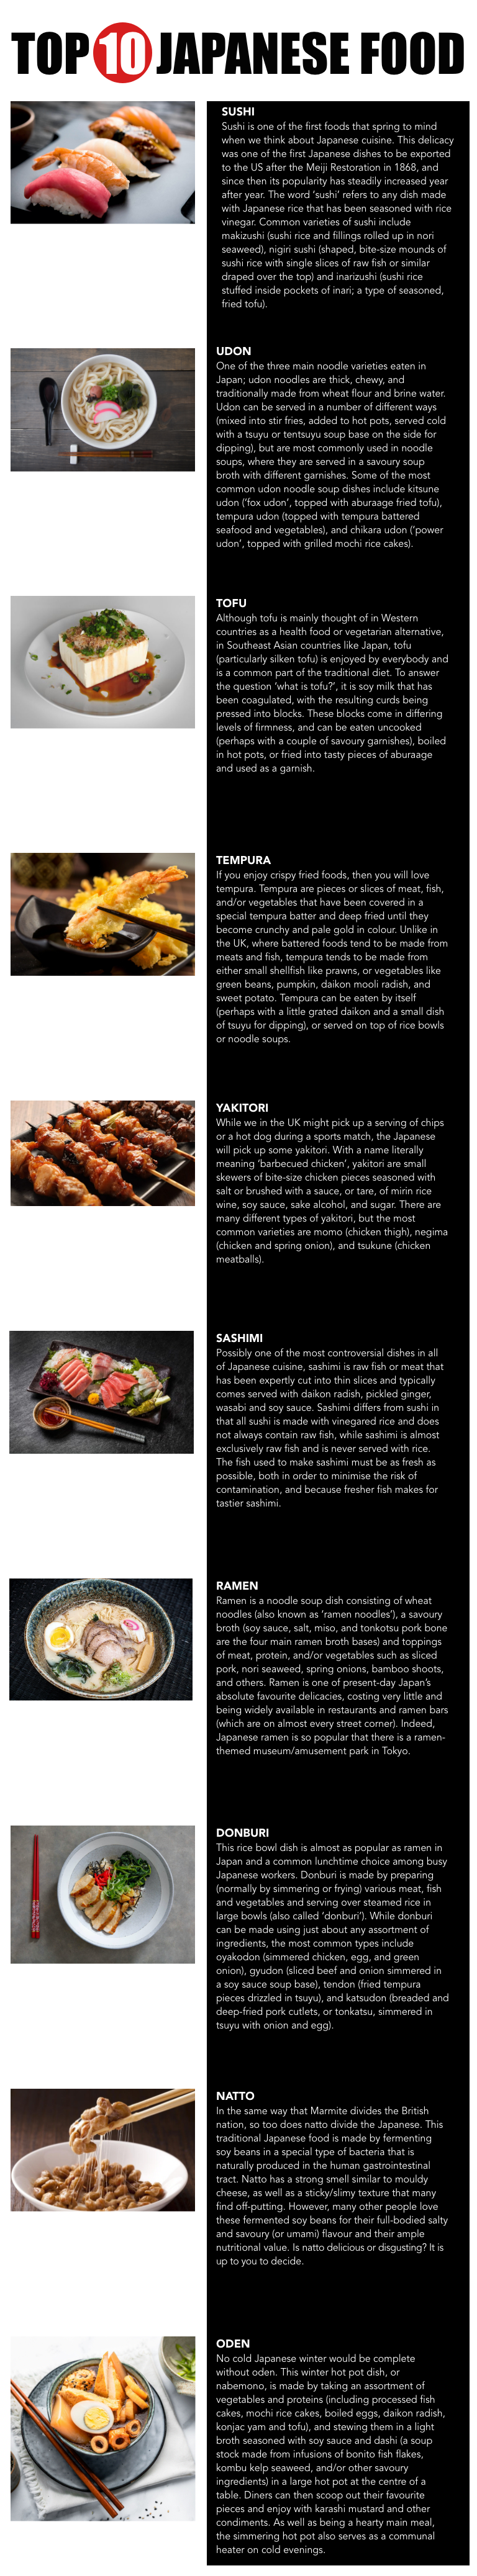 TOP 10 JAPANESE FOOD
SUSHI
Sushi is one of the first foods that spring to mind
when we think about Japanese cuisine. This delicacy
was one of the first Japanese dishes to be exported
to the US after the Meiji Restoration in 1868, and
since then its popularity has steadily increased year
after year. The word ‘sushi’ refers to any dish made
with Japanese rice that has been seasoned with rice
vinegar. Common varieties of sushi include
makizushi (sushi rice and fillings rolled up in nori
seaweed), nigiri sushi (shaped, bite-size mounds of
sushi rice with single slices of raw fish or similar
draped over the top) and inarizushi (sushi rice
stuffed inside pockets of inari; a type of seasoned,
fried tofu).
UDON
One of the three main noodle varieties eaten in
Japan; udon noodles are thick, chewy, and
traditionally made from wheat flour and brine water.
Udon can be served in a number of different ways
(mixed into stir fries, added to hot pots, served cold
with a tsuyu or tentsuyu soup base on the side for
dipping), but are most commonly used in noodle
soups, where they are served in a savoury soup
broth with different garnishes. Some of the most
common udon noodle soup dishes include kitsune
udon (‘fox udon’, topped with aburaage fried tofu),
tempura udon (topped with tempura battered
seafood and vegetables), and chikara udon (‘power
udon’, topped with grilled mochi rice cakes).
TOFU
Although tofu is mainly thought of in Western
countries as a health food or vegetarian alternative,
in Southeast Asian countries like Japan, tofu
(particularly silken tofu) is enjoyed by everybody and
is a common part of the traditional diet. To answer
the question ‘what is tofu?’, it is soy milk that has
been coagulated, with the resulting curds being
pressed into blocks. These blocks come in differing
levels of firmness, and can be eaten uncooked
(perhaps with a couple of savoury garnishes), boiled
in hot pots, or fried into tasty pieces of aburaage
and used as a garnish.
TEMPURA
If you enjoy crispy fried foods, then you will love
tempura. Tempura are pieces or slices of meat, fish,
and/or vegetables that have been covered in a
special tempura batter and deep fried until they
become crunchy and pale gold in colour. Unlike in
the UK, where battered foods tend to be made from
meats and fish, tempura tends to be made from
either small shellfish like prawns, or vegetables like
green beans, pumpkin, daikon mooli radish, and
sweet potato. Tempura can be eaten by itself
(perhaps with a little grated daikon and a small dish
of tsuyu for dipping), or served on top of rice bowls
or noodle soups.
YAKITORI
While we in the UK might pick up a serving of chips
or a hot dog during a sports match, the Japanese
will pick up some yakitori. With a name literally
meaning ‘barbecued chicken’, yakitori are small
skewers of bite-size chicken pieces seasoned with
salt or brushed with a sauce, or tare, of mirin rice
wine, soy sauce, sake alcohol, and sugar. There are
many different types of yakitori, but the most
common varieties are momo (chicken thigh), negima
(chicken and spring onion), and tsukune (chicken
meatballs).
SASHIMI
Possibly one of the most controversial dishes in all
of Japanese cuisine, sashimi is raw fish or meat that
has been expertly cut into thin slices and typically
comes served with daikon radish, pickled ginger,
wasabi and soy sauce. Sashimi differs from sushi in
that all sushi is made with vinegared rice and does
not always contain raw fish, while sashimi is almost
exclusively raw fish and is never served with rice.
The fish used to make sashimi must be as fresh as
possible, both in order to minimise the risk of
contamination, and because fresher fish makes for
tastier sashimi.
RAMEN
Ramen is a noodle soup dish consisting of wheat
noodles (also known as ‘ramen noodles’), a savoury
broth (soy sauce, salt, miso, and tonkotsu pork bone
are the four main ramen broth bases) and toppings
of meat, protein, and/or vegetables such as sliced
pork, nori seaweed, spring onions, bamboo shoots,
and others. Ramen is one of present-day Japan’s
absolute favourite delicacies, costing very little and
being widely available in restaurants and ramen bars
(which are on almost every street corner). Indeed,
Japanese ramen is so popular that there is a ramen-
themed museum/amusement park in Tokyo.
DONBURI
This rice bowl dish is almost as popular as ramen in
Japan and a common lunchtime choice among busy
Japanese workers. Donburi is made by preparing
(normally by simmering or frying) various meat, fish
and vegetables and serving over steamed rice in
large bowls (also called ‘donburi’). While donburi
can be made using just about any assortment of
ingredients, the most common types include
oyakodon (simmered chicken, egg, and green
onion), gyudon (sliced beef and onion simmered in
a soy sauce soup base), tendon (fried tempura
pieces drizzled in tsuyu), and katsudon (breaded and
deep-fried pork cutlets, or tonkatsu, simmered in
tsuyu with onion and egg).
NATTO
In the same way that Marmite divides the British
nation, so too does natto divide the Japanese. This
traditional Japanese food is made by fermenting
soy beans in a special type of bacteria that is
naturally produced in the human gastrointestinal
tract. Natto has a strong smell similar to mouldy
cheese, as well as a sticky/slimy texture that many
find off-putting. However, many other people love
these fermented soy beans for their full-bodied salty
and savoury (or umami) flavour and their ample
nutritional value. Is natto delicious or disgusting? It is
up to you to decide.
ODEN
No cold Japanese winter would be complete
without oden. This winter hot pot dish, or
nabemono, is made by taking an assortment of
vegetables and proteins (including processed fish
cakes, mochi rice cakes, boiled eggs, daikon radish,
konjac yam and tofu), and stewing them in a light
broth seasoned with soy sauce and dashi (a soup
stock made from infusions of bonito fish flakes,
kombu kelp seaweed, and/or other savoury
ingredients) in a large hot pot at the centre of a
table. Diners can then scoop out their favourite
pieces and enjoy with karashi mustard and other
condiments. As well as being a hearty main meal,
the simmering hot pot also serves as a communal
heater on cold evenings.